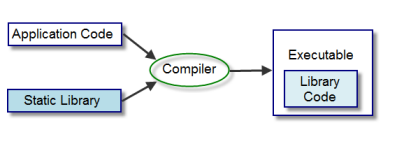 Application Code
Compiler
Static Library
Executable
Library
Code